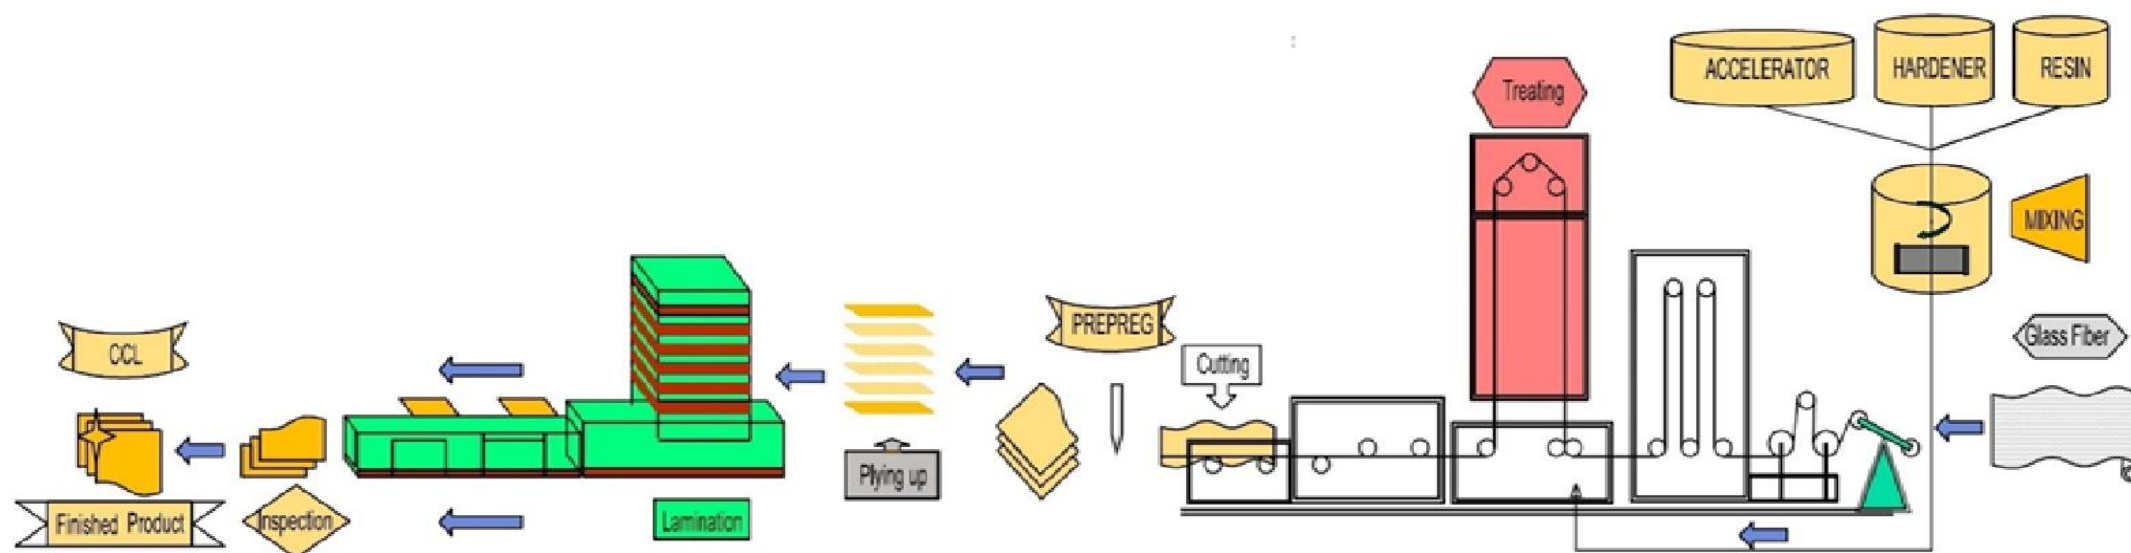 ACCELERATOR
HARDENER
RESIN
Treating
MIXING
Glass Fiber
PREPREG
Cutting
CCL
Plying up
Finished Product
Inspection
Lamination